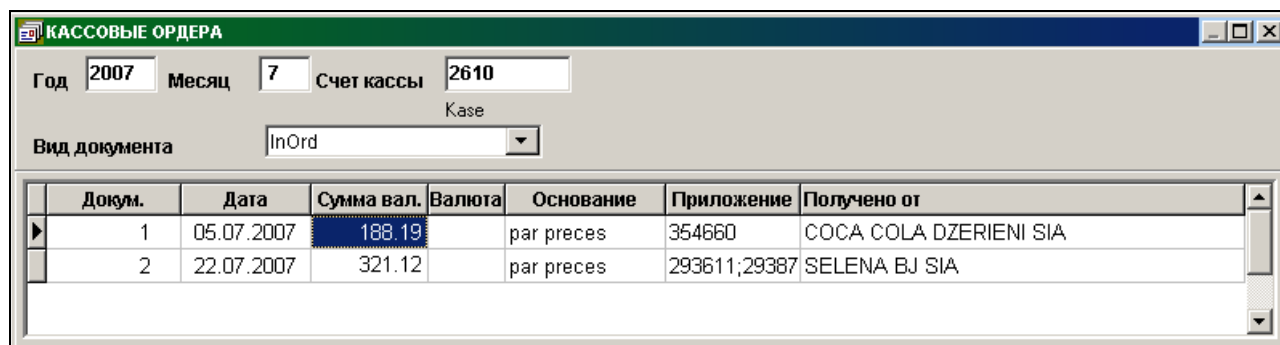 КАССОВЫЕ ОРДЕРА
Год 2007 Месяц 7 Счет кассы 2610
Kase
Вид документа InOrd
Докум. Дата Сумма вал. Валюта Основание Приложение Получено от
1 05.07.2007 188.19 par preces 354660 COCA COLA DZERIENI SIA
2 22.07.2007 321.12 par preces 293611;29387 SELENA BJ SIA